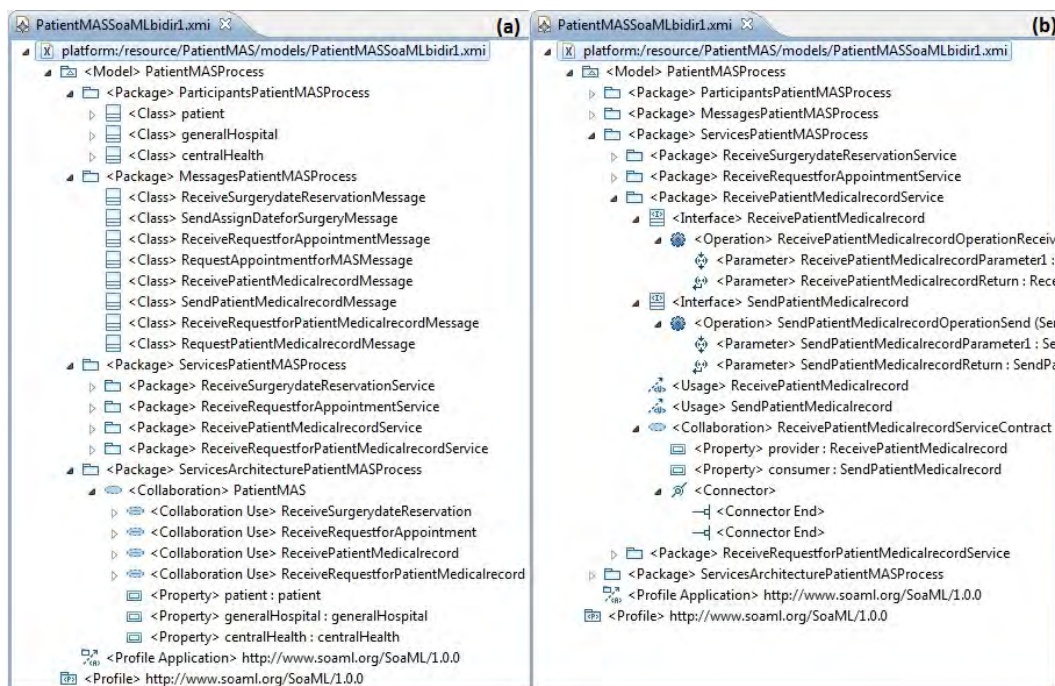 PatientMASSoaMLbidir1.xmi (a)
platform:/resource/PatientMAS/models/PatientMASSoaMLbidir1.xmi
<Model> PatientMASProcess
<Package> ParticipantsPatientMASProcess
<Class> patient
<Class> generalHospital
<Class> centralHealth
<Package> MessagesPatientMASProcess
<Class> ReceiveSurgerydateReservationMessage
<Class> SendAssignDateforSurgeryMessage
<Class> ReceiveRequestforAppointmentMessage
<Class> RequestAppointmentforMASMessage
<Class> ReceivePatientMedicalrecordMessage
<Class> SendPatientMedicalrecordMessage
<Class> ReceiveRequestforPatientMedicalrecordMessage
<Class> RequestPatientMedicalrecordMessage
<Package> ServicesPatientMASProcess
<Package> ReceiveSurgerydateReservationService
<Package> ReceiveRequestforAppointmentService
<Package> ReceivePatientMedicalrecordService
<Package> ReceiveRequestforPatientMedicalrecordService
<Package> ServicesArchitecturePatientMASProcess
<Collaboration> PatientMAS
<Collaboration Use> ReceiveSurgerydateReservation
<Collaboration Use> ReceiveRequestforAppointment
<Collaboration Use> ReceivePatientMedicalrecord
<Collaboration Use> ReceiveRequestforPatientMedicalrecord
<Property> patient : patient
<Property> generalHospital : generalHospital
<Property> centralHealth : centralHealth
<Profile Application> http://www.soaml.org/SoaML/1.0.0
<Profile> http://www.soaml.org/SoaML/1.0.0
PatientMASSoaMLbidir1.xmi (b)
platform:/resource/PatientMAS/models/PatientMASSoaMLbidir1.xmi
<Model> PatientMASProcess
<Package> ParticipantsPatientMASProcess
<Package> MessagesPatientMASProcess
<Package> ServicesPatientMASProcess
<Package> ReceiveSurgerydateReservationService
<Package> ReceiveRequestforAppointmentService
<Package> ReceivePatientMedicalrecordService
<Interface> ReceivePatientMedicalrecord
<Operation> ReceivePatientMedicalrecordOperationReceiv
<Parameter> ReceivePatientMedicalrecordParameter1 :
<Parameter> ReceivePatientMedicalrecordReturn : Rece
<Interface> SendPatientMedicalrecord
<Operation> SendPatientMedicalrecordOperationSend (Ser
<Parameter> SendPatientMedicalrecordParameter1 : Se
<Parameter> SendPatientMedicalrecordReturn : SendPa
<Usage> ReceivePatientMedicalrecord
<Usage> SendPatientMedicalrecord
<Collaboration> ReceivePatientMedicalrecordServiceContract
<Property> provider : ReceivePatientMedicalrecord
<Property> consumer : SendPatientMedicalrecord
<Connector>
<Connector End>
<Connector End>
<Package> ReceiveRequestforPatientMedicalrecordService
<Package> ServicesArchitecturePatientMASProcess
<Profile Application> http://www.soaml.org/SoaML/1.0.0
<Profile> http://www.soaml.org/SoaML/1.0.0